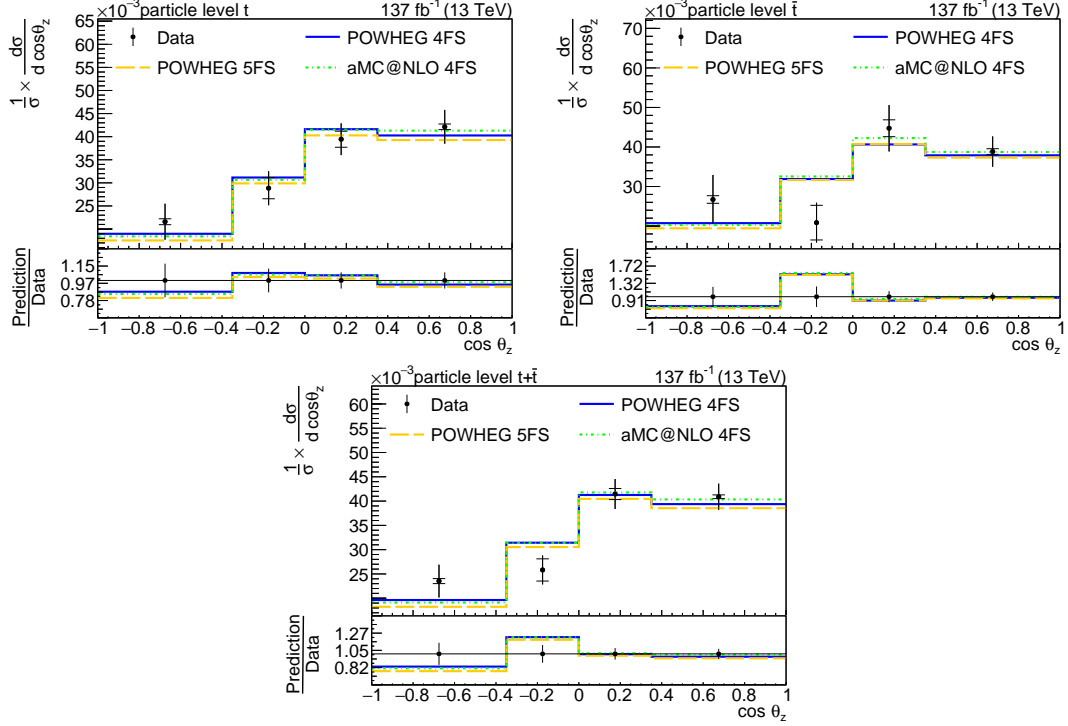 ×10⁻³ particle level t 137 fb⁻¹ (13 TeV)
Data POWHEG 4FS
POWHEG 5FS aMC@NLO 4FS
1/σ × dσ/d cosθ_z
65
60
55
50
45
40
35
30
25
Prediction/Data
1.15
0.97
0.78
−1 −0.8 −0.6 −0.4 −0.2 0 0.2 0.4 0.6 0.8 1
cos θ_z
×10⁻³ particle level t̄ 137 fb⁻¹ (13 TeV)
Data POWHEG 4FS
POWHEG 5FS aMC@NLO 4FS
1/σ × dσ/d cosθ_z
70
60
50
40
30
Prediction/Data
1.72
1.32
0.91
−1 −0.8 −0.6 −0.4 −0.2 0 0.2 0.4 0.6 0.8 1
cos θ_z
×10⁻³ particle level t+t̄ 137 fb⁻¹ (13 TeV)
Data POWHEG 4FS
POWHEG 5FS aMC@NLO 4FS
1/σ × dσ/d cosθ_z
60
55
50
45
40
35
30
25
Prediction/Data
1.27
1.05
0.82
−1 −0.8 −0.6 −0.4 −0.2 0 0.2 0.4 0.6 0.8 1
cos θ_z